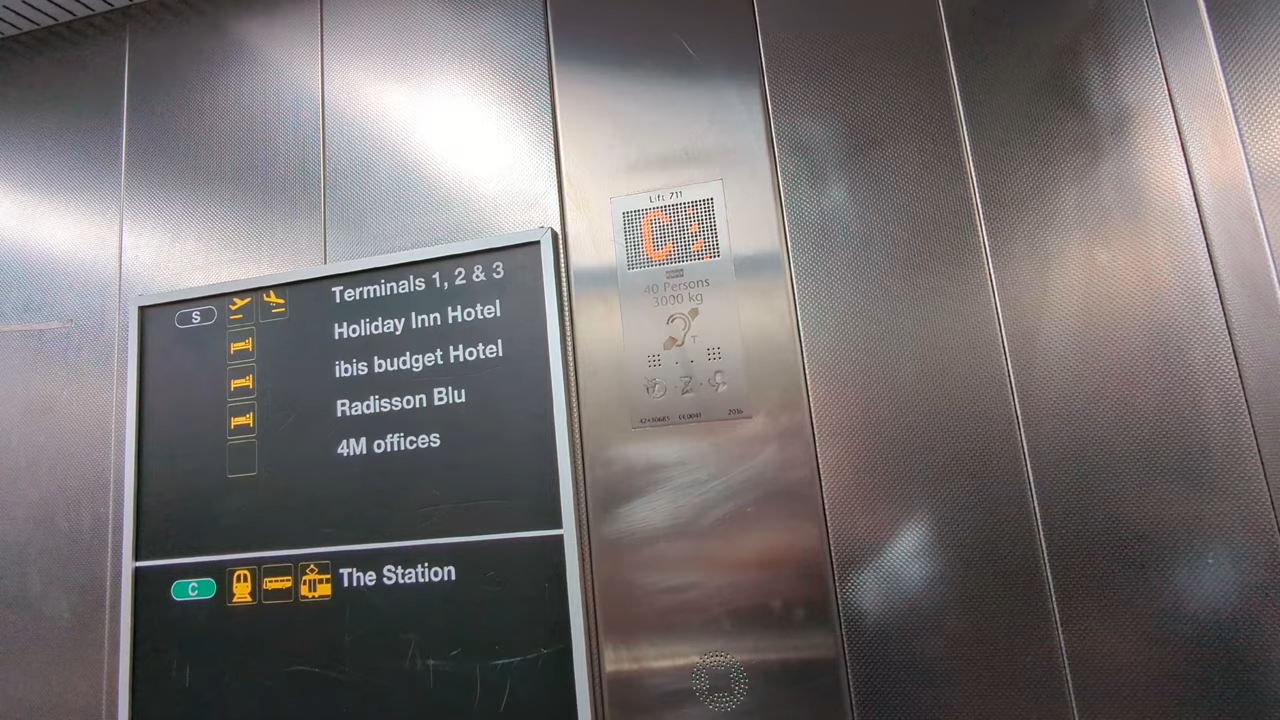 S
Terminals 1, 2 & 3
Holiday Inn Hotel
ibis budget Hotel
Radisson Blu
4M offices
C
The Station
Lift 711
C
40 Persons
3000 kg
T
2016